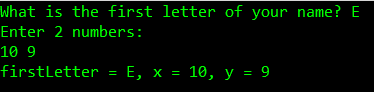 What is the first letter of your name? E
Enter 2 numbers:
10 9
firstLetter = E, x = 10, y = 9